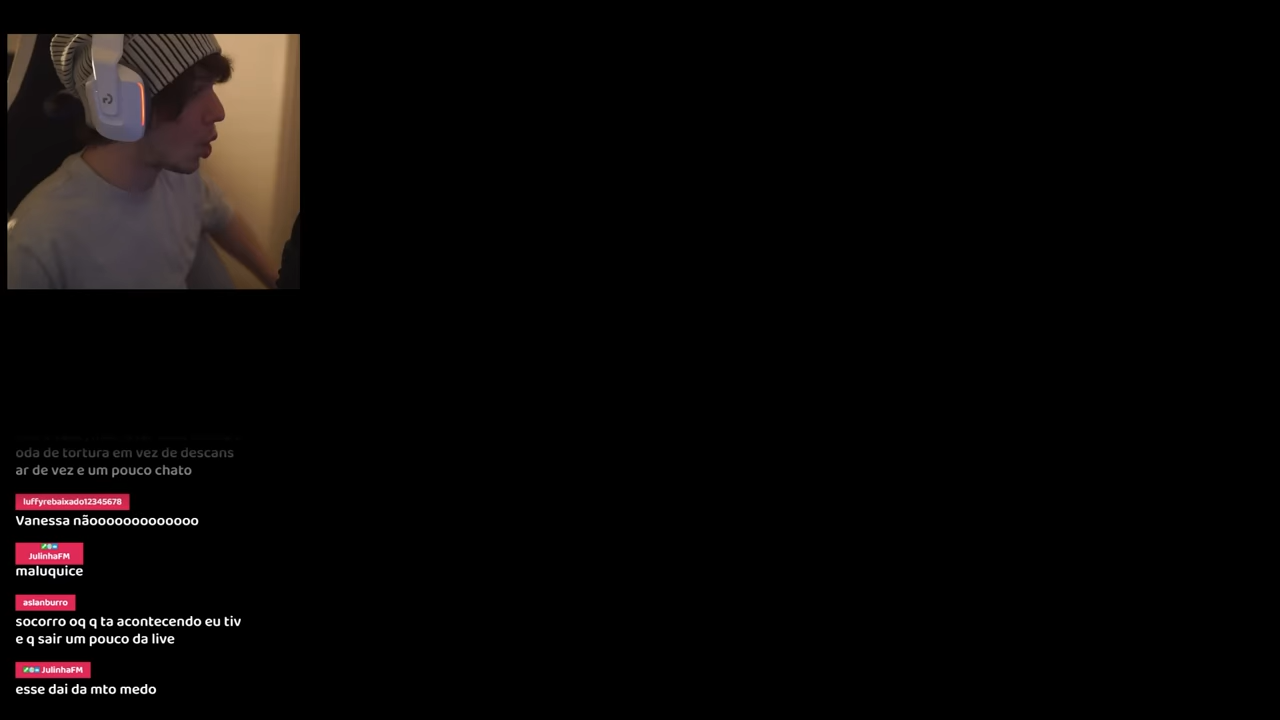 oda de tortura em vez de descans
ar de vez e um pouco chato
luffyrebaixado12345678
Vanessa nãooooooooooooo
JulinhaFM
maluquice
aslanburro
socorro oq q ta acontecendo eu tiv
e q sair um pouco da live
JulinhaFM
esse dai da mto medo